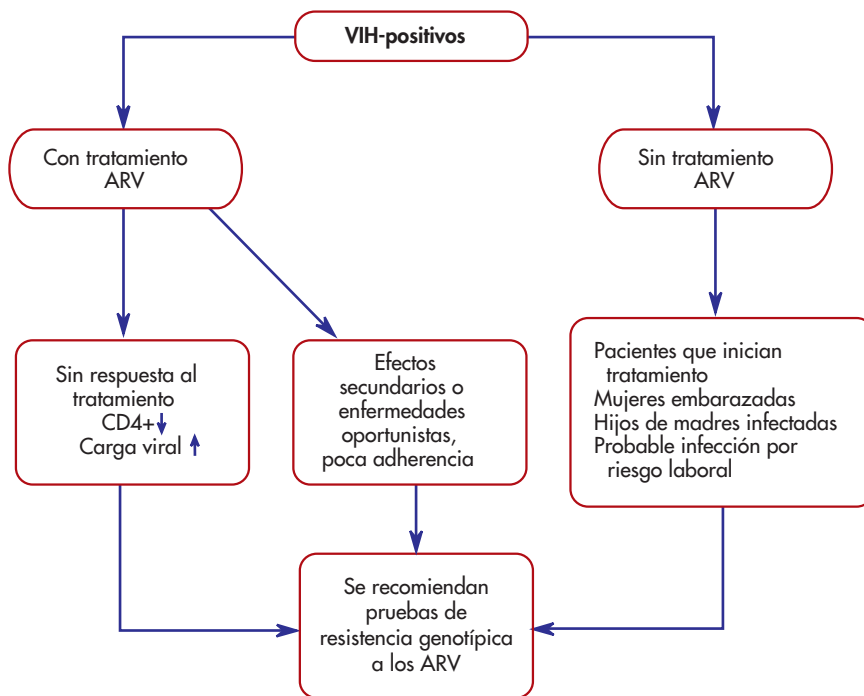 VIH-positivos
Con tratamiento
ARV
Sin tratamiento
ARV
Sin respuesta al
tratamiento
CD4+↓
Carga viral ↑
Efectos
secundarios o
enfermedades
oportunistas,
poca adherencia
Pacientes que inician
tratamiento
Mujeres embarazadas
Hijos de madres infectadas
Probable infección por
riesgo laboral
Se recomiendan
pruebas de
resistencia genotípica
a los ARV